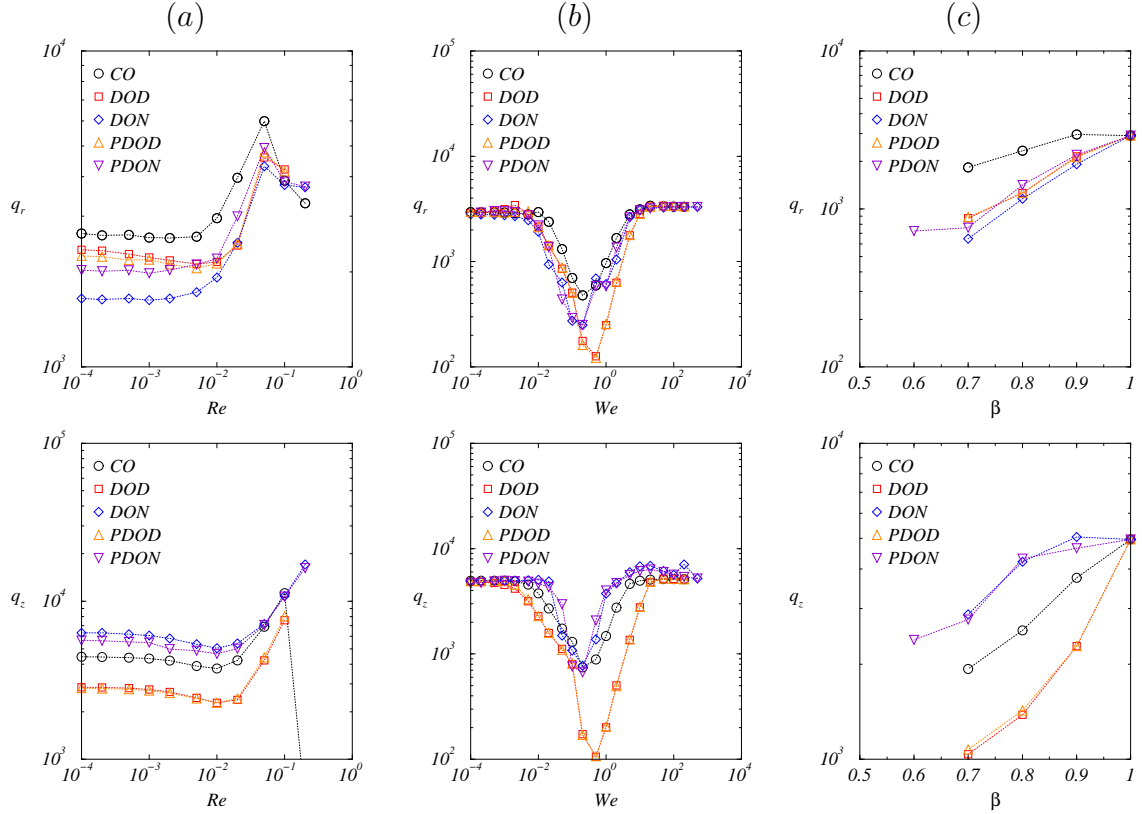 (a)
(b)
(c)
10^4
CO
DOD
DON
PDOD
PDON
q_r
10^3
10^-4 10^-3 10^-2 10^-1 10^0
Re
10^5
CO
DOD
DON
PDOD
PDON
10^4
q_r
10^3
10^2
10^-4 10^-2 10^0 10^2 10^4
We
10^4
CO
DOD
DON
PDOD
PDON
q_r
10^3
10^2
0.5 0.6 0.7 0.8 0.9 1
β
10^5
CO
DOD
DON
PDOD
PDON
10^4
q_z
10^3
10^-4 10^-3 10^-2 10^-1 10^0
Re
10^5
CO
DOD
DON
PDOD
PDON
10^4
q_z
10^3
10^2
10^-4 10^-2 10^0 10^2 10^4
We
10^4
CO
DOD
DON
PDOD
PDON
q_z
10^3
0.5 0.6 0.7 0.8 0.9 1
β